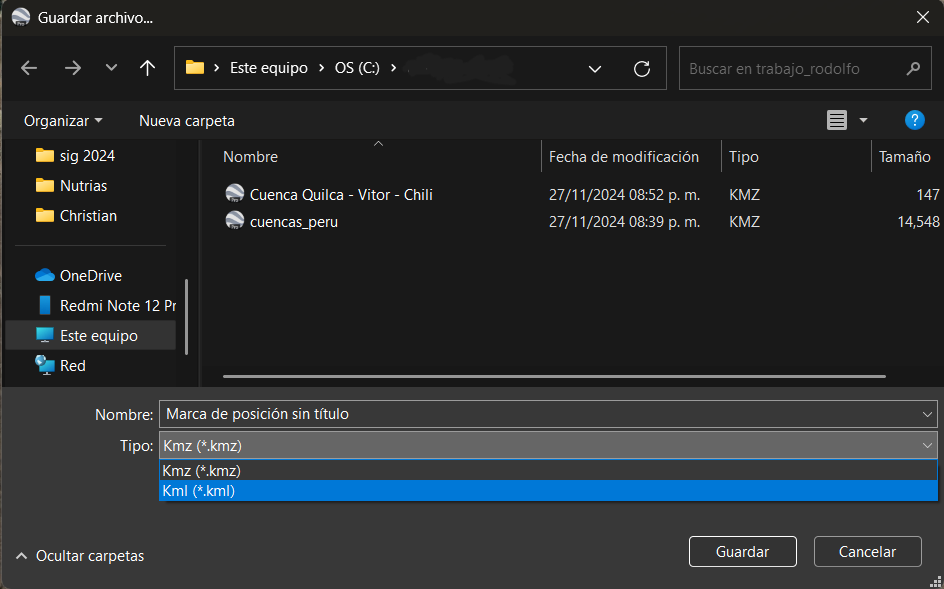 Guardar archivo...
Este equipo > OS (C:) >
Buscar en trabajo_rodolfo
Organizar Nueva carpeta
sig 2024
Nutrias
Christian
OneDrive
Redmi Note 12 Pr
Este equipo
Red
Nombre Fecha de modificación Tipo Tamaño
Cuenca Quilca - Vitor - Chili 27/11/2024 08:52 p. m. KMZ 147
cuencas_peru 27/11/2024 08:39 p. m. KMZ 14,548
Nombre: Marca de posición sin título
Tipo: Kmz (*.kmz)
Kmz (*.kmz)
Kml (*.kml)
Ocultar carpetas
Guardar Cancelar